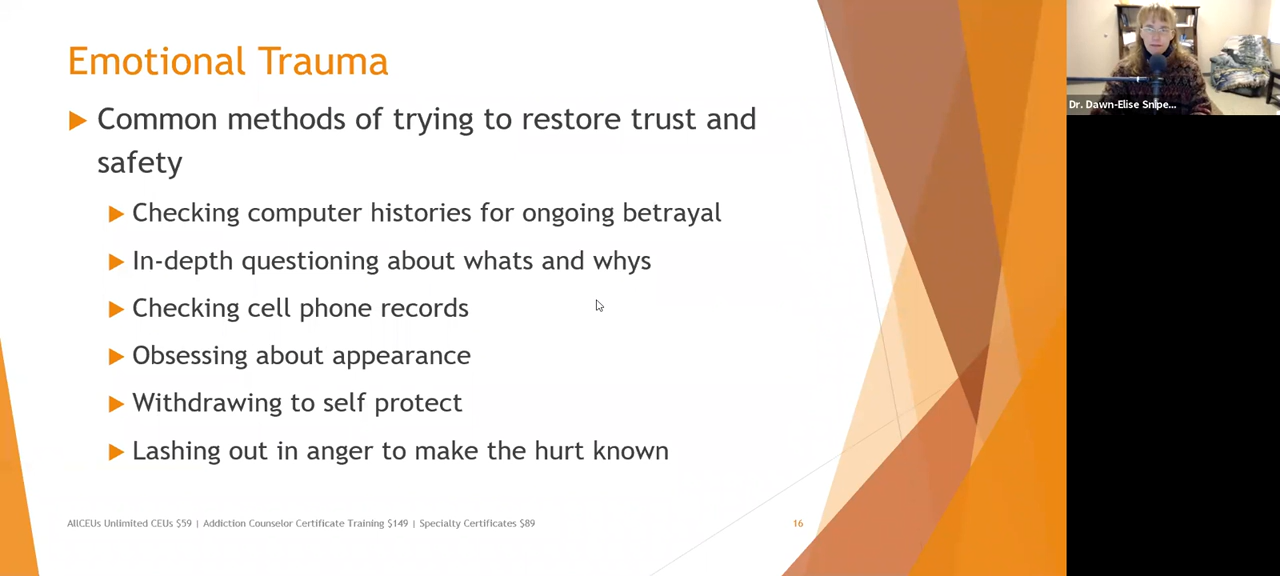 Emotional Trauma
Common methods of trying to restore trust and
safety
Checking computer histories for ongoing betrayal
In-depth questioning about whats and whys
Checking cell phone records
Obsessing about appearance
Withdrawing to self protect
Lashing out in anger to make the hurt known
AllCEUs Unlimited CEUs $59 | Addiction Counselor Certificate Training $149 | Specialty Certificates $89
16
Dr. Dawn-Elise Snipe...